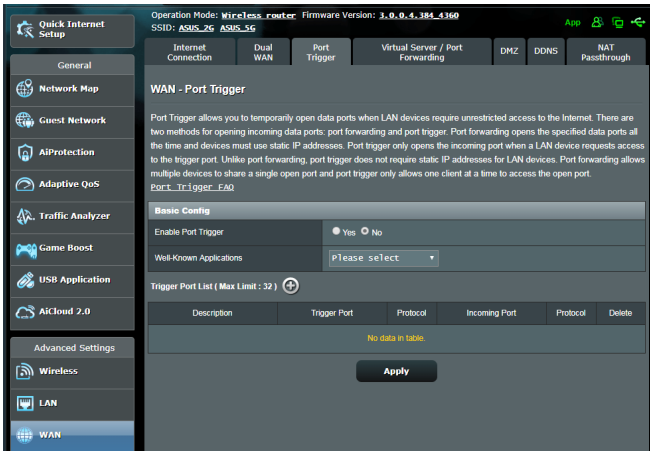 Quick Internet
Setup
General
Network Map
Guest Network
AiProtection
Adaptive QoS
Traffic Analyzer
Game Boost
USB Application
AiCloud 2.0
Advanced Settings
Wireless
LAN
WAN
Operation Mode: Wireless router Firmware Version: 3.0.0.4.384_4360
SSID: ASUS_2G ASUS_5G
App
Internet
Connection
Dual
WAN
Port
Trigger
Virtual Server / Port
Forwarding
DMZ
DDNS
NAT
Passthrough
WAN - Port Trigger
Port Trigger allows you to temporarily open data ports when LAN devices require unrestricted access to the Internet. There are
two methods for opening incoming data ports: port forwarding and port trigger. Port forwarding opens the specified data ports all
the time and devices must use static IP addresses. Port trigger only opens the incoming port when a LAN device requests access
to the port trigger. Unlike port forwarding, port trigger does not require static IP addresses for LAN devices. Port forwarding allows
multiple devices to share a single open port and port trigger only allows one client at a time to access the open port.
Port Trigger FAQ
Basic Config
Enable Port Trigger Yes No
Well-Known Applications Please select
Trigger Port List ( Max Limit : 32 )
Description Trigger Port Protocol Incoming Port Protocol Delete
No data in table.
Apply